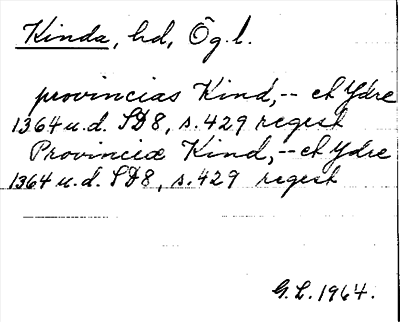 Kinda, hd, Ög.l.
provincias Kind, -- et Ydre
1364 u.d. SD8, s.429 regest
Provinciæ Kind, -- et Ydre
1364 u.d. SD8, s.429 regest
G.L. 1964.